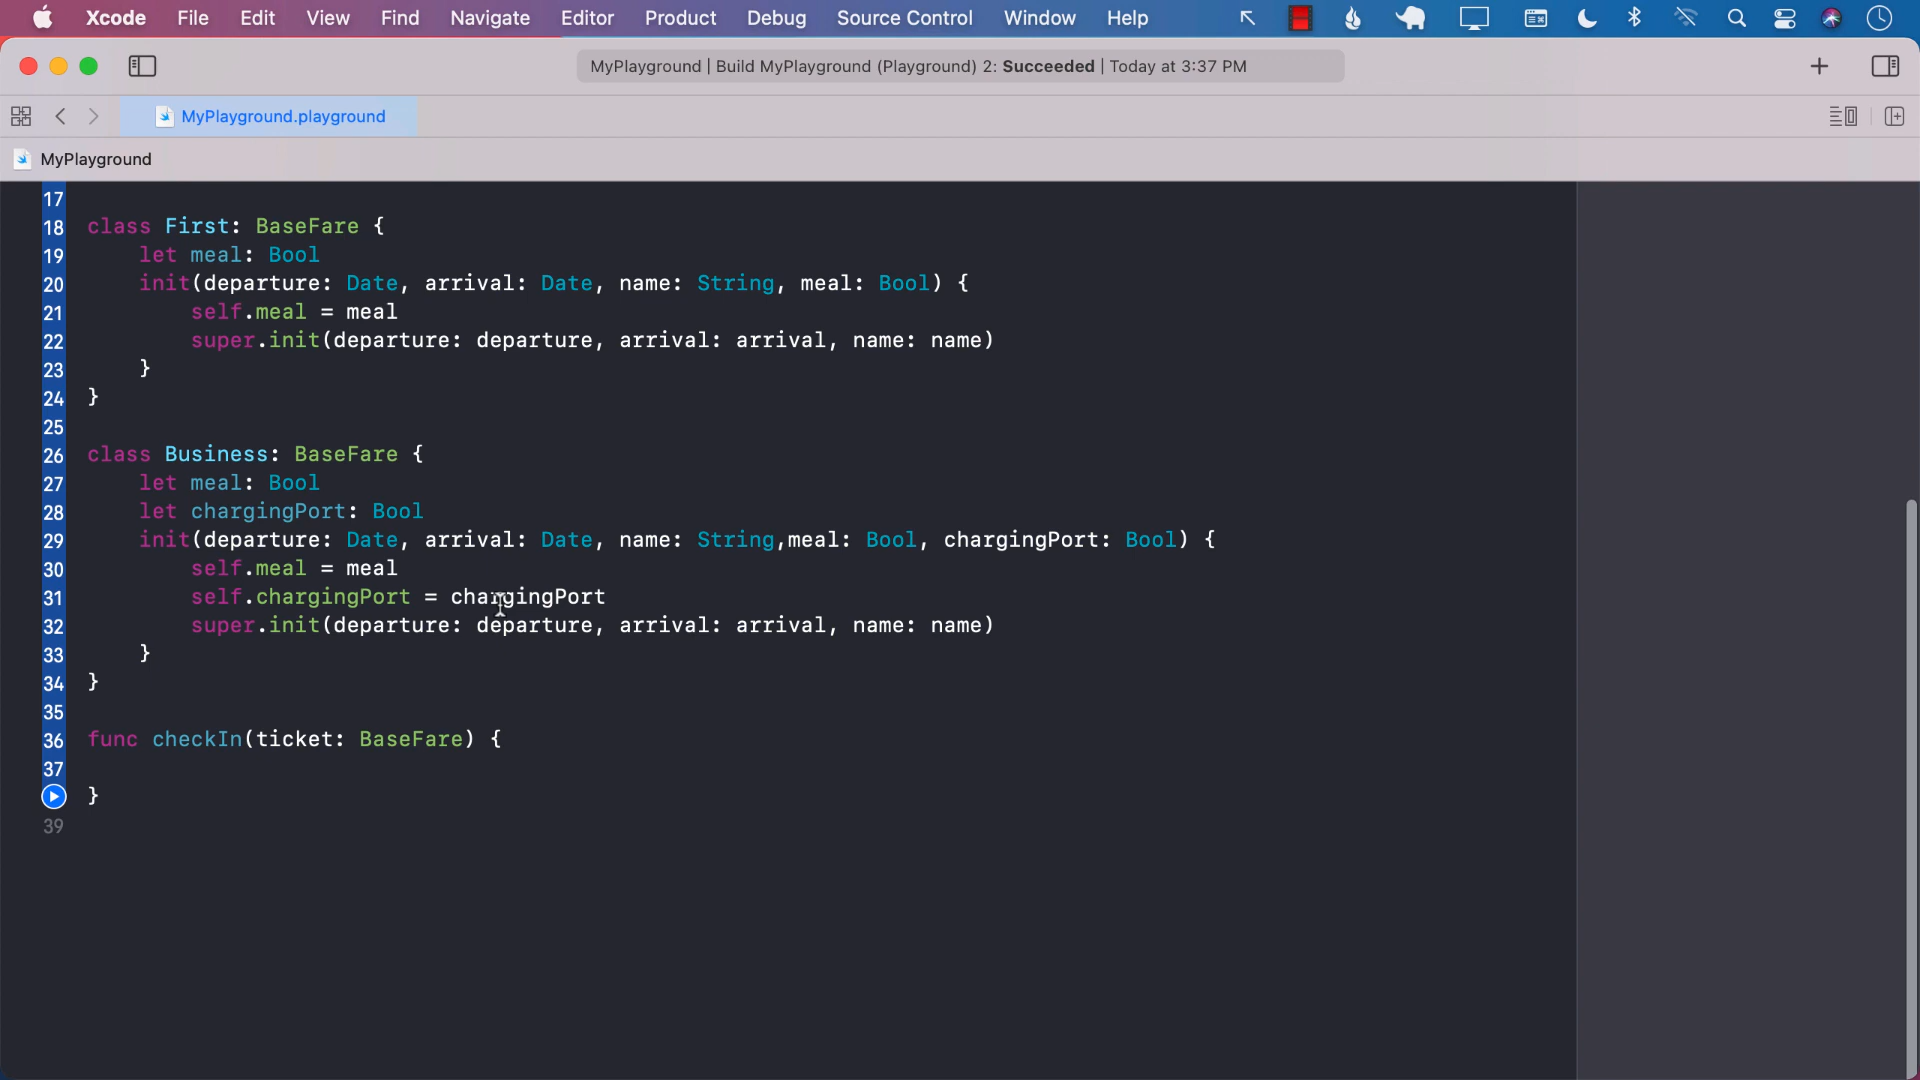 Xcode File Edit View Find Navigate Editor Product Debug Source Control Window Help
MyPlayground | Build MyPlayground (Playground) 2: Succeeded | Today at 3:37 PM
MyPlayground.playground
MyPlayground
17
18 class First: BaseFare {
19 let meal: Bool
20 init(departure: Date, arrival: Date, name: String, meal: Bool) {
21 self.meal = meal
22 super.init(departure: departure, arrival: arrival, name: name)
23 }
24 }
25
26 class Business: BaseFare {
27 let meal: Bool
28 let chargingPort: Bool
29 init(departure: Date, arrival: Date, name: String,meal: Bool, chargingPort: Bool) {
30 self.meal = meal
31 self.chargingPort = chargingPort
32 super.init(departure: departure, arrival: arrival, name: name)
33 }
34 }
35
36 func checkIn(ticket: BaseFare) {
37
}
39